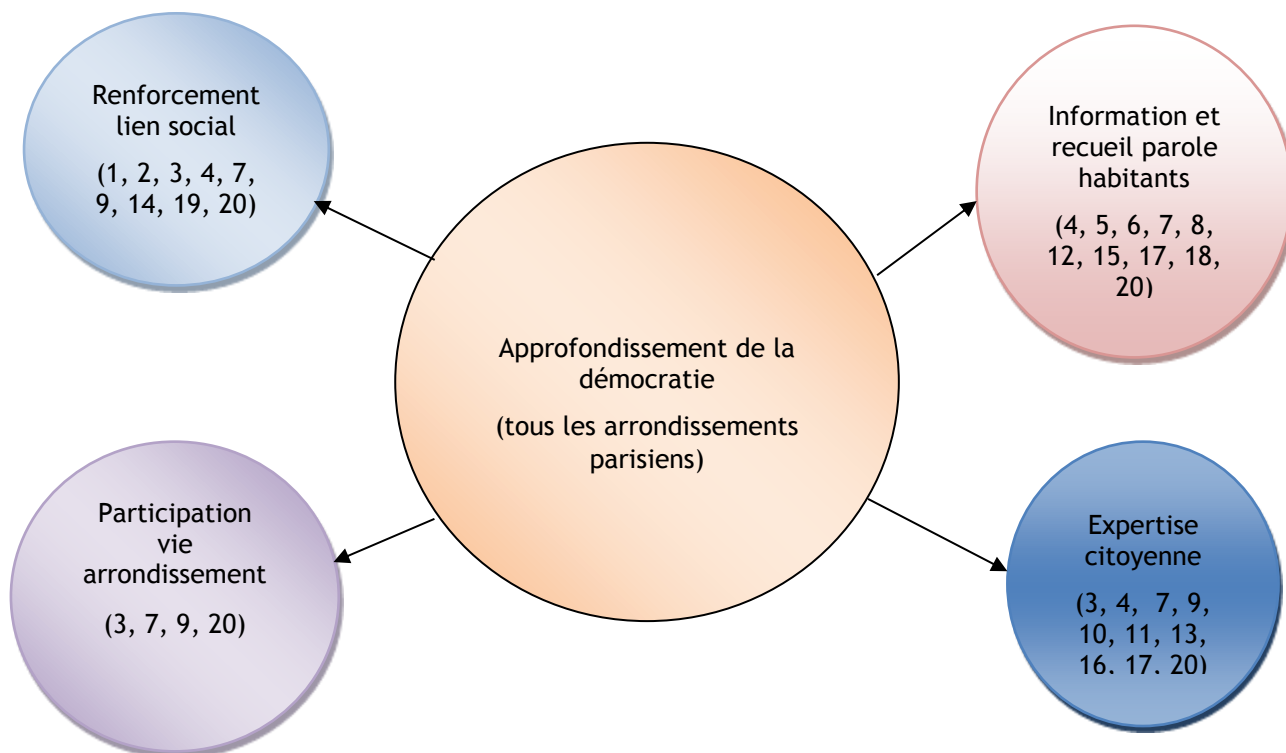 Renforcement
lien social
(1, 2, 3, 4, 7,
9, 14, 19, 20)
Information et
recueil parole
habitants
(4, 5, 6, 7, 8,
12, 15, 17, 18,
20)
Approfondissement de la
démocratie
(tous les arrondissements
parisiens)
Participation
vie
arrondissement
(3, 7, 9, 20)
Expertise
citoyenne
(3, 4, 7, 9,
10, 11, 13,
16, 17, 20)